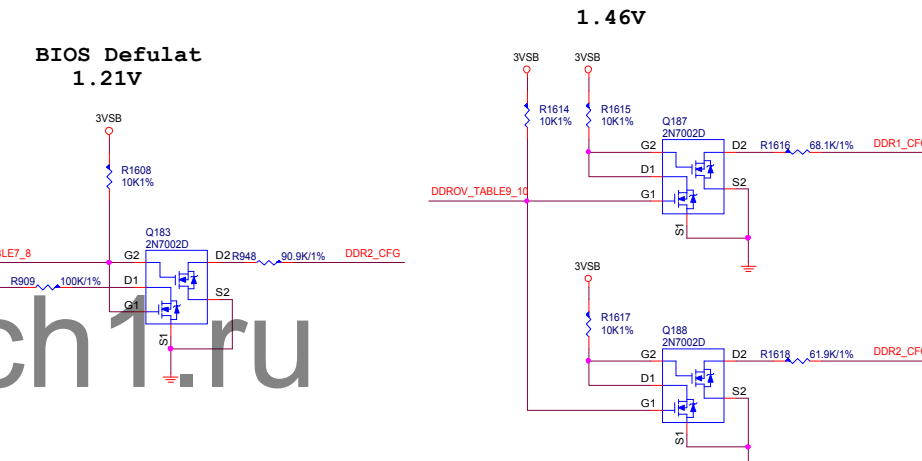 1.46V
BIOS Defulat
1.21V
3VSB
3VSB
R1614
10K1%
R1615
10K1%
Q187
2N7002D
G2
D2
R1616
68.1K/1%
DDR1_CF
D1
S2
DDROV_TABLE9_10
G1
S1
3VSB
R1608
10K1%
Q183
2N7002D
BLE7_8
G2
D2
R948
90.9K/1%
DDR2_CFG
R909
100K/1%
D1
S2
G1
S1
ch1.ru
3VSB
R1617
10K1%
Q188
2N7002D
G2
D2
R1618
61.9K/1%
DDR2_CF
D1
S2
G1
S1